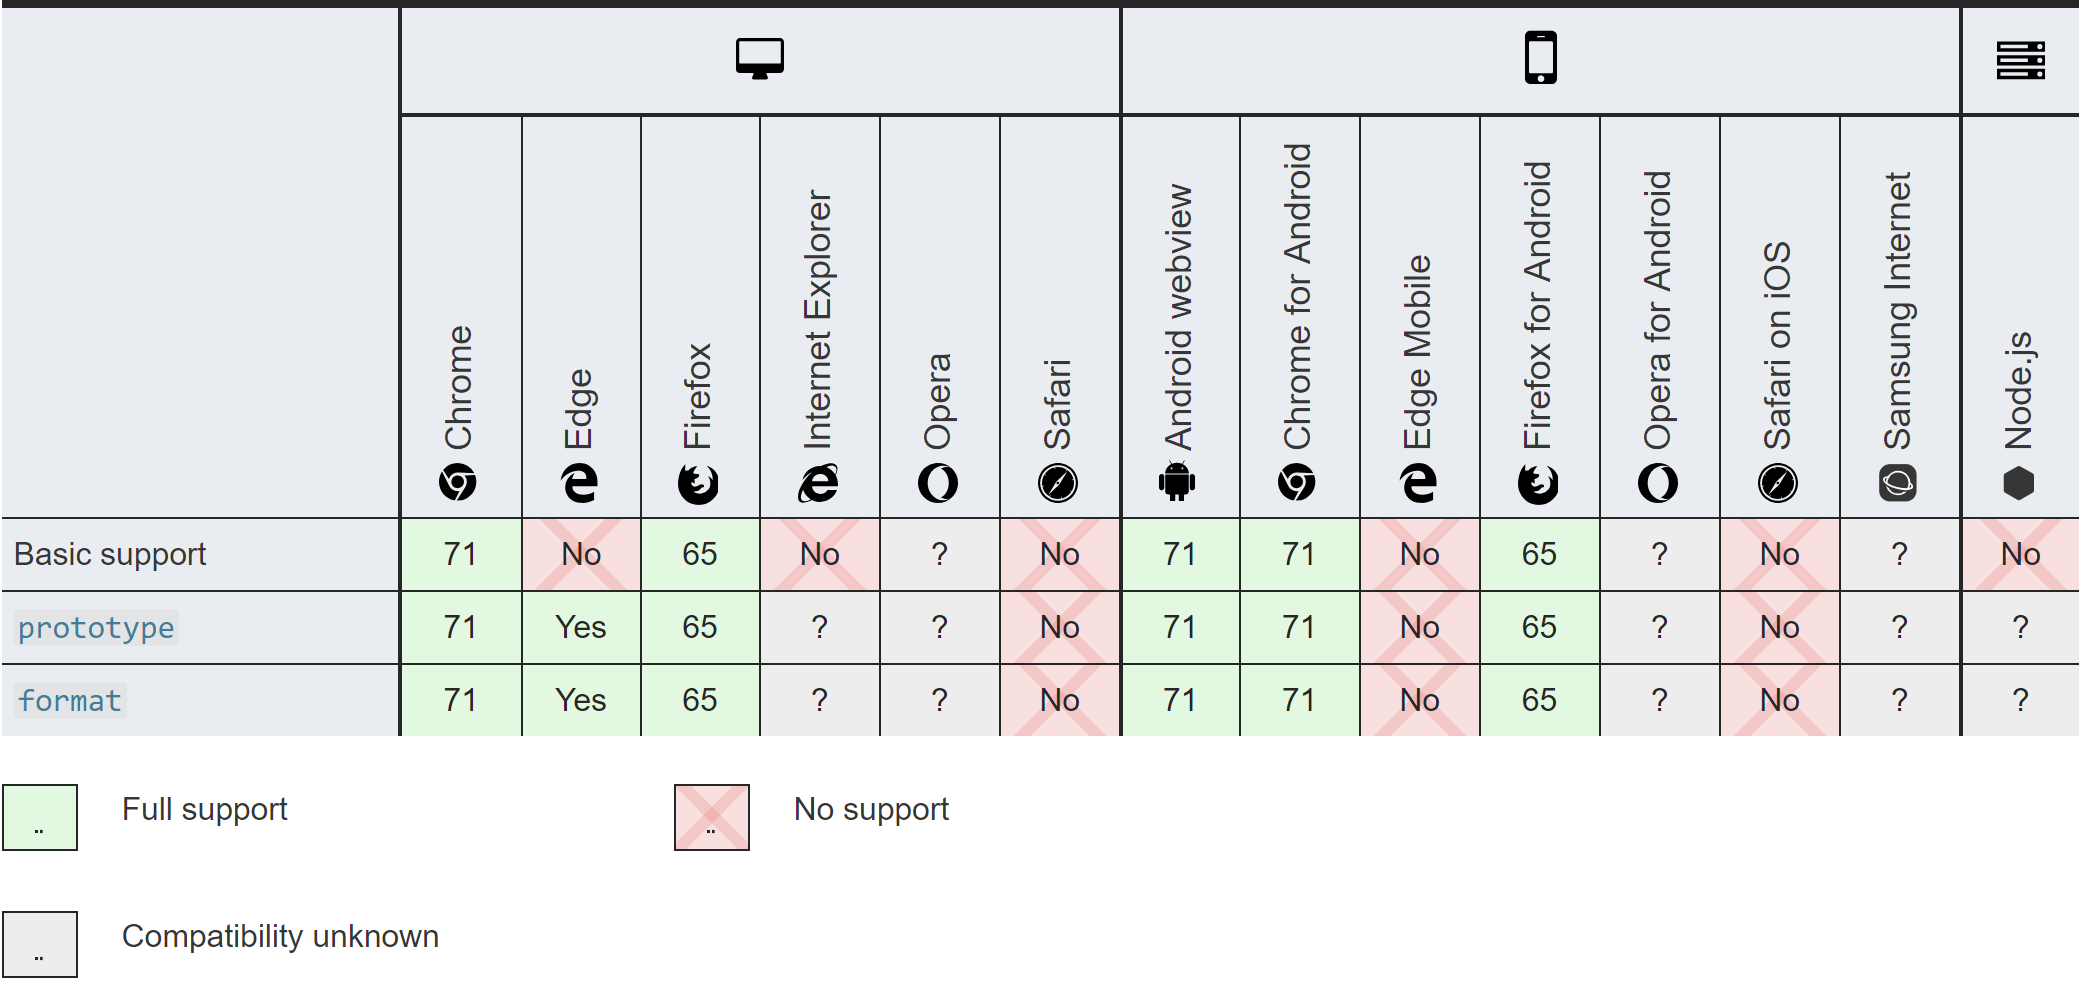 Chrome
Edge
Firefox
Internet Explorer
Opera
Safari
Android webview
Chrome for Android
Edge Mobile
Firefox for Android
Opera for Android
Safari on iOS
Samsung Internet
Node.js
Basic support 71 No 65 No ? No 71 71 No 65 ? No ? No
prototype 71 Yes 65 ? ? No 71 71 No 65 ? No ? ?
format 71 Yes 65 ? ? No 71 71 No 65 ? No ? ?
.. Full support .. No support
.. Compatibility unknown